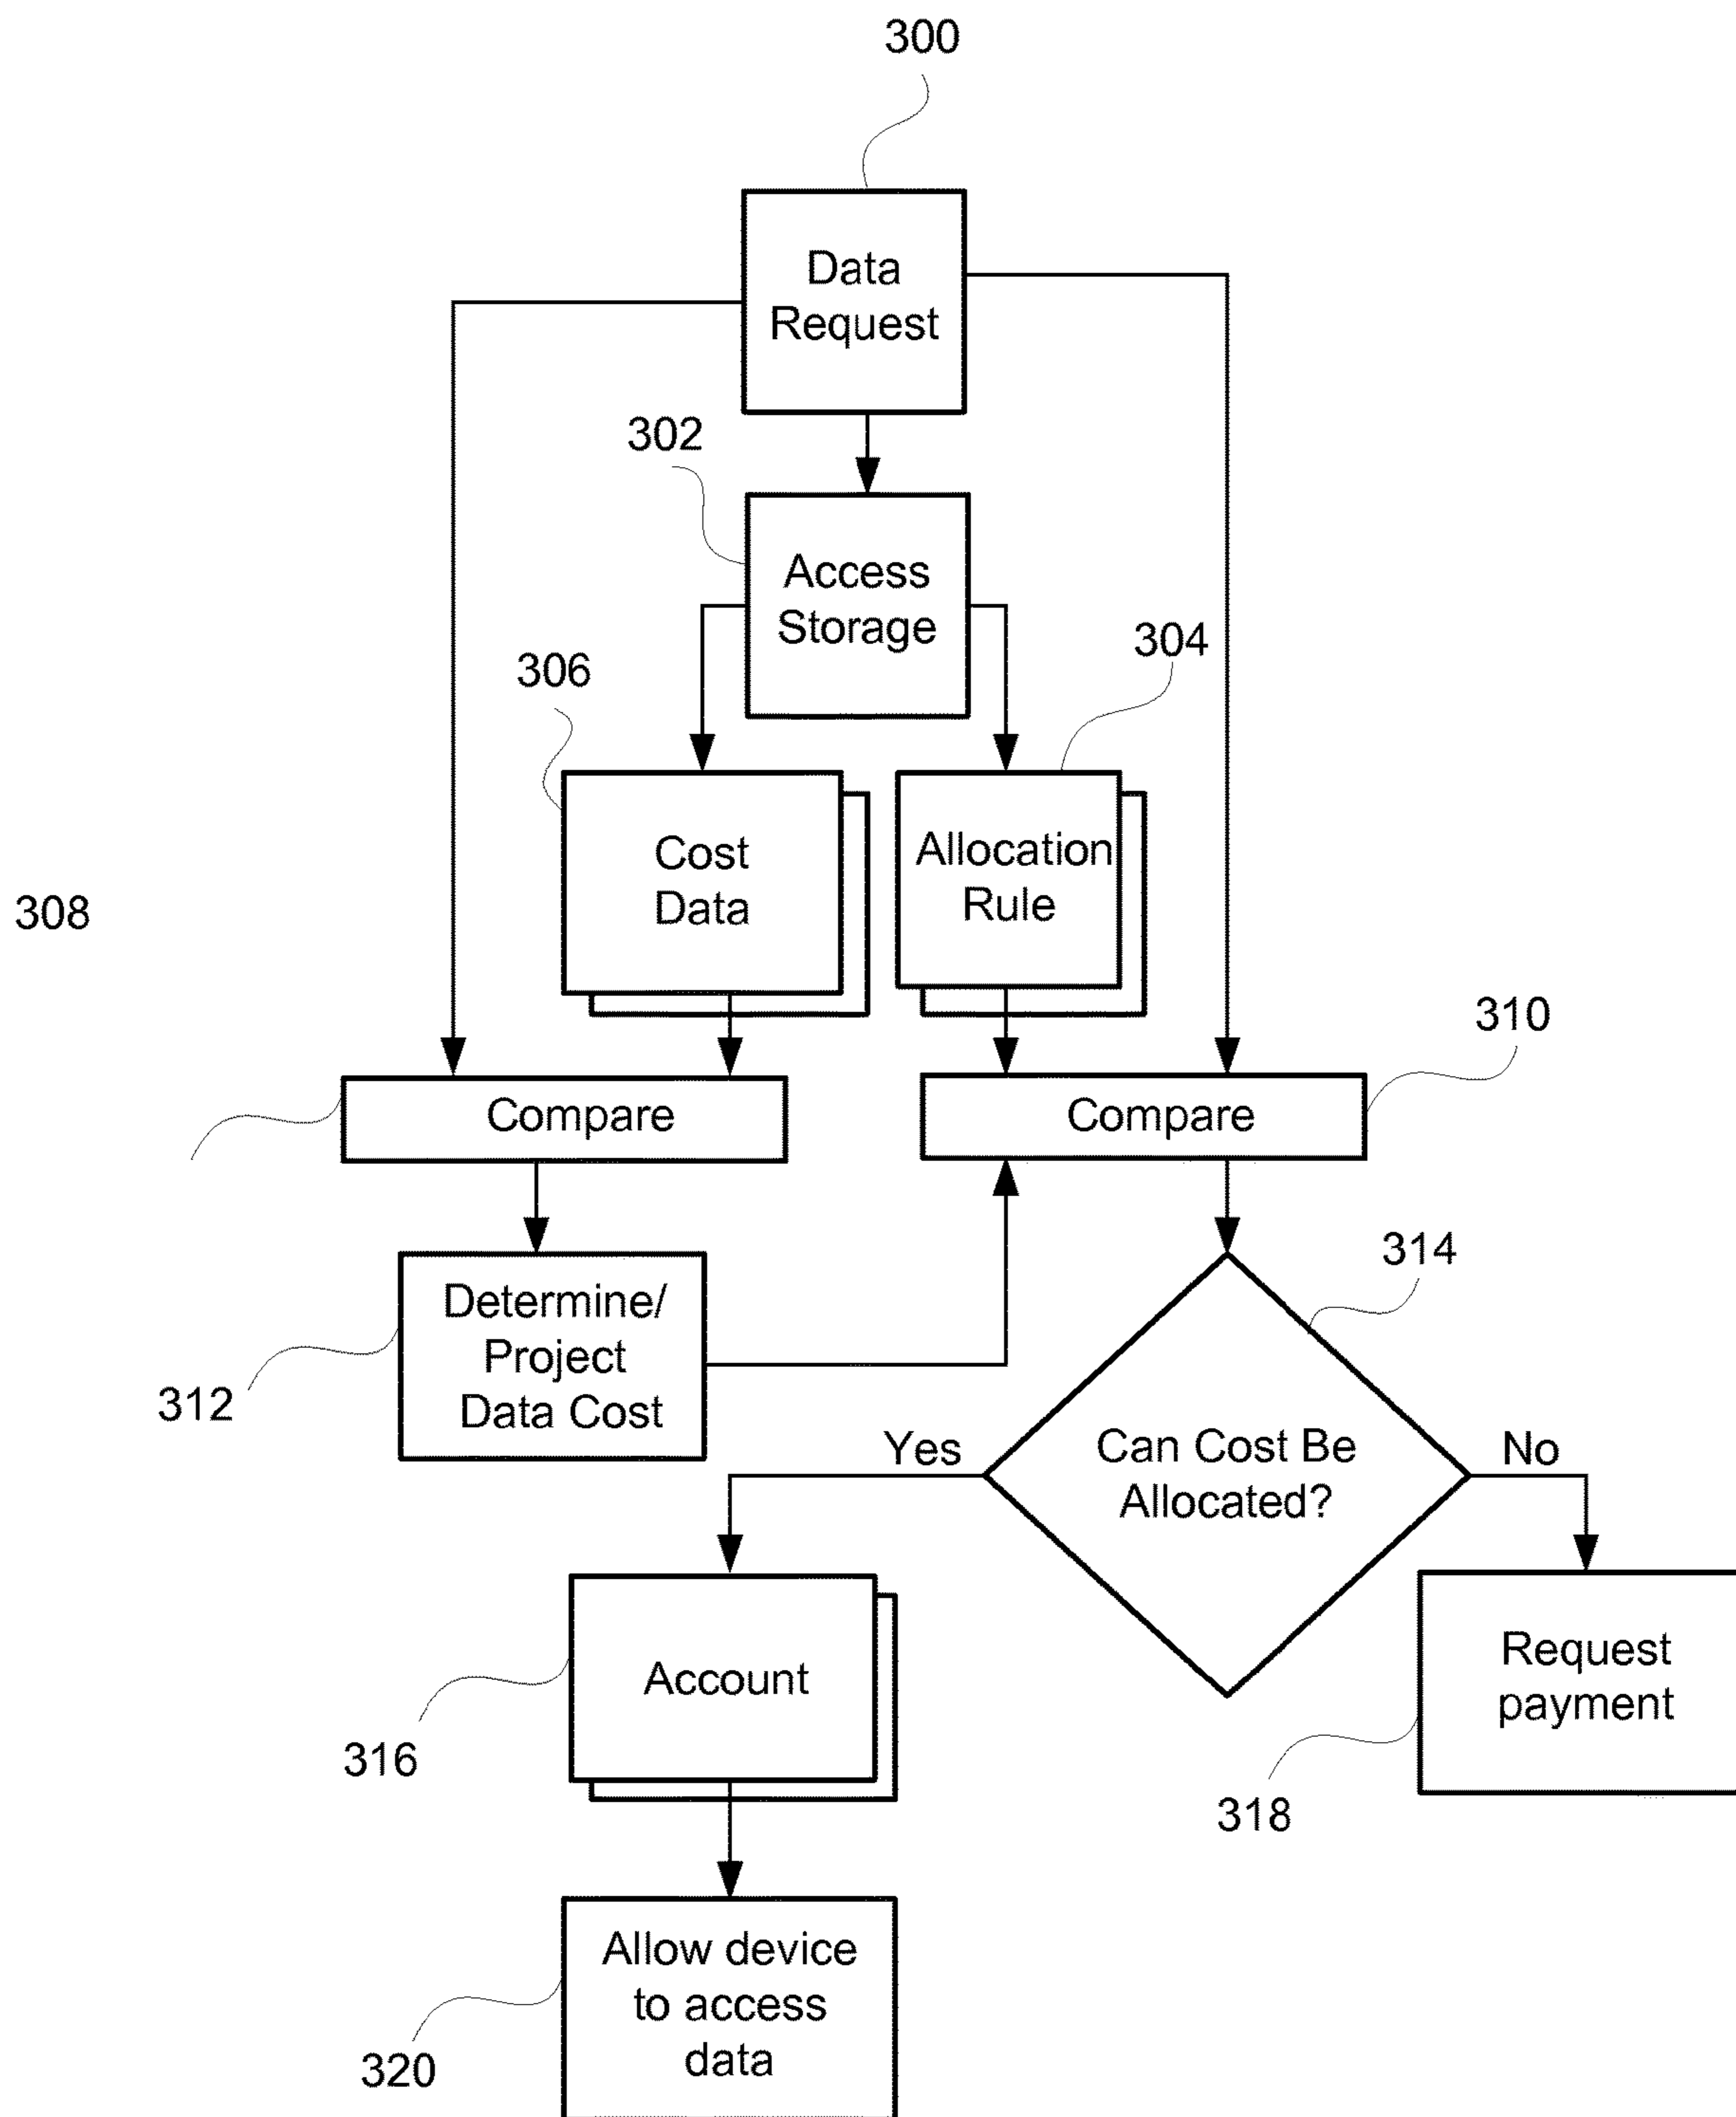 300
Data
Request
302
Access
Storage
304
306
Cost
Data
Allocation
Rule
308
310
Compare
Compare
314
Determine/
Project
Data Cost
312
Yes
Can Cost Be
Allocated?
No
Account
316
Request
payment
318
Allow device
to access
data
320